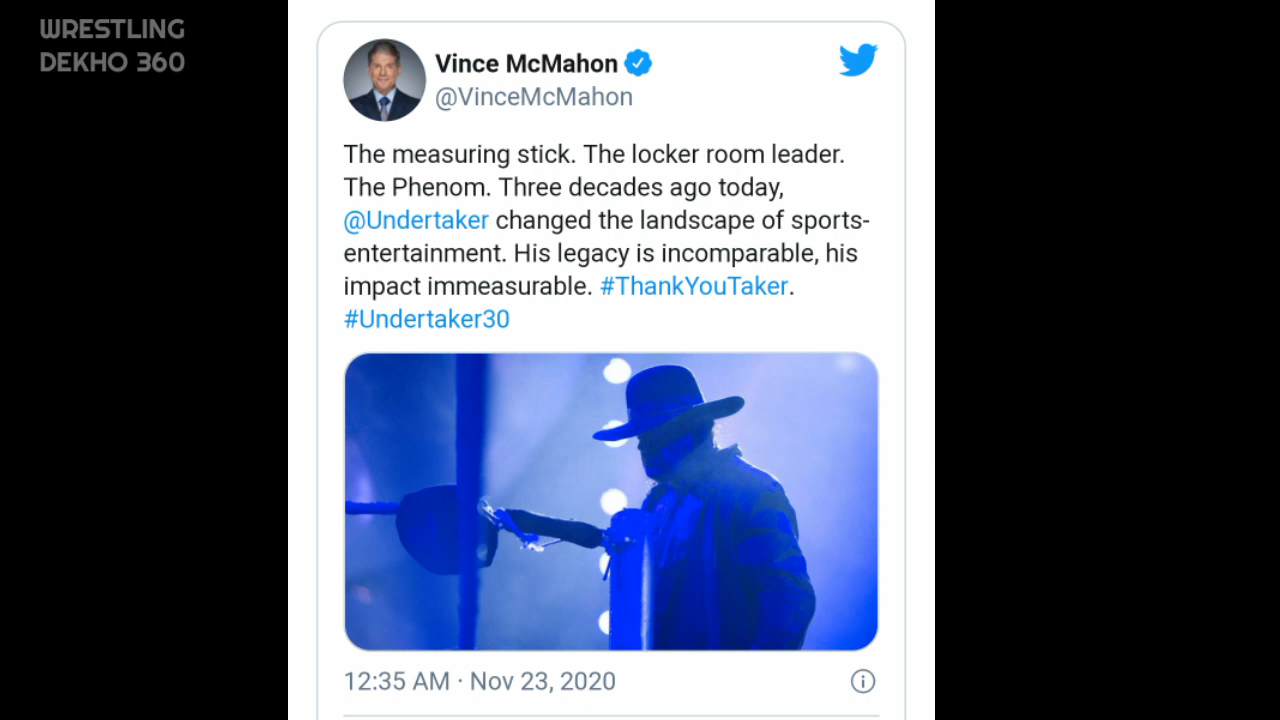 WRESTLING
DEKHO 360
Vince McMahon
@VinceMcMahon
The measuring stick. The locker room leader.
The Phenom. Three decades ago today,
@Undertaker changed the landscape of sports-
entertainment. His legacy is incomparable, his
impact immeasurable. #ThankYouTaker.
#Undertaker30
12:35 AM · Nov 23, 2020